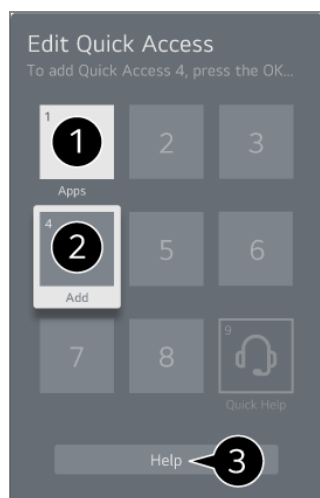 Edit Quick Access
To add Quick Access 4, press the OK...
1
1
2
3
Apps
4
2
5
6
Add
7
8
9
Quick Help
Help
3